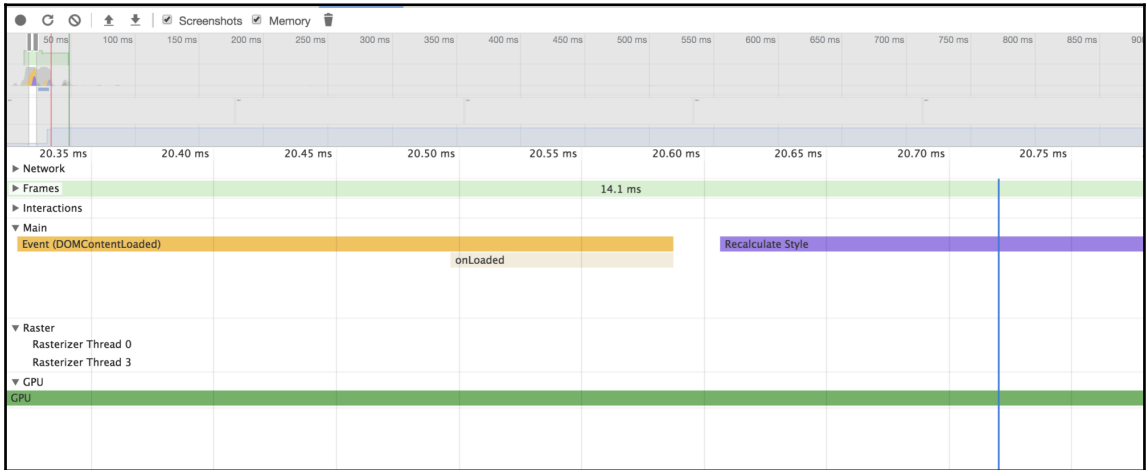 Screenshots Memory
50 ms 100 ms 150 ms 200 ms 250 ms 300 ms 350 ms 400 ms 450 ms 500 ms 550 ms 600 ms 650 ms 700 ms 750 ms 800 ms 850 ms
20.35 ms 20.40 ms 20.45 ms 20.50 ms 20.55 ms 20.60 ms 20.65 ms 20.70 ms 20.75 ms
Network
Frames 14.1 ms
Interactions
Main
Event (DOMContentLoaded) Recalculate Style
onLoaded
Raster
Rasterizer Thread 0
Rasterizer Thread 3
GPU
GPU